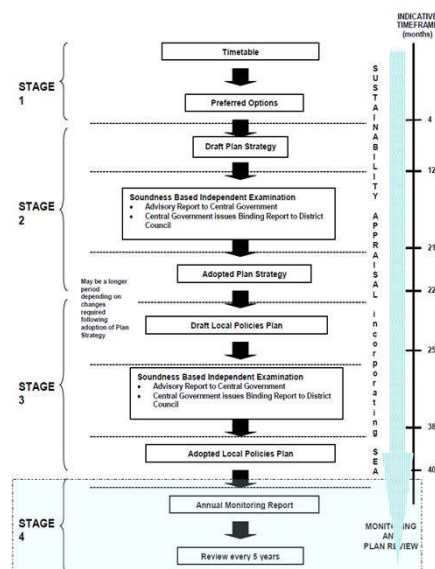 INDICATIVE
TIMEFRAME
(months)
Timetable
STAGE
1
Preferred Options
4
Draft Plan Strategy
12
STAGE
2
Soundness Based Independent Examination
• Advisory Report to Central Government
• Central Government issues Binding Report to District
Council
21
Adopted Plan Strategy
22
May be a longer
period
depending on
changes
required
following
adoption of Plan
Strategy
Draft Local Policies Plan
25
STAGE
3
Soundness Based Independent Examination
• Advisory Report to Central Government
• Central Government issues Binding Report to District
Council
38
Adopted Local Policies Plan
40
SUSTAINABILITY APPRAISAL incorporating SEA
STAGE
4
Annual Monitoring Report
Review every 5 years
MONITORING
AND
PLAN REVIEW